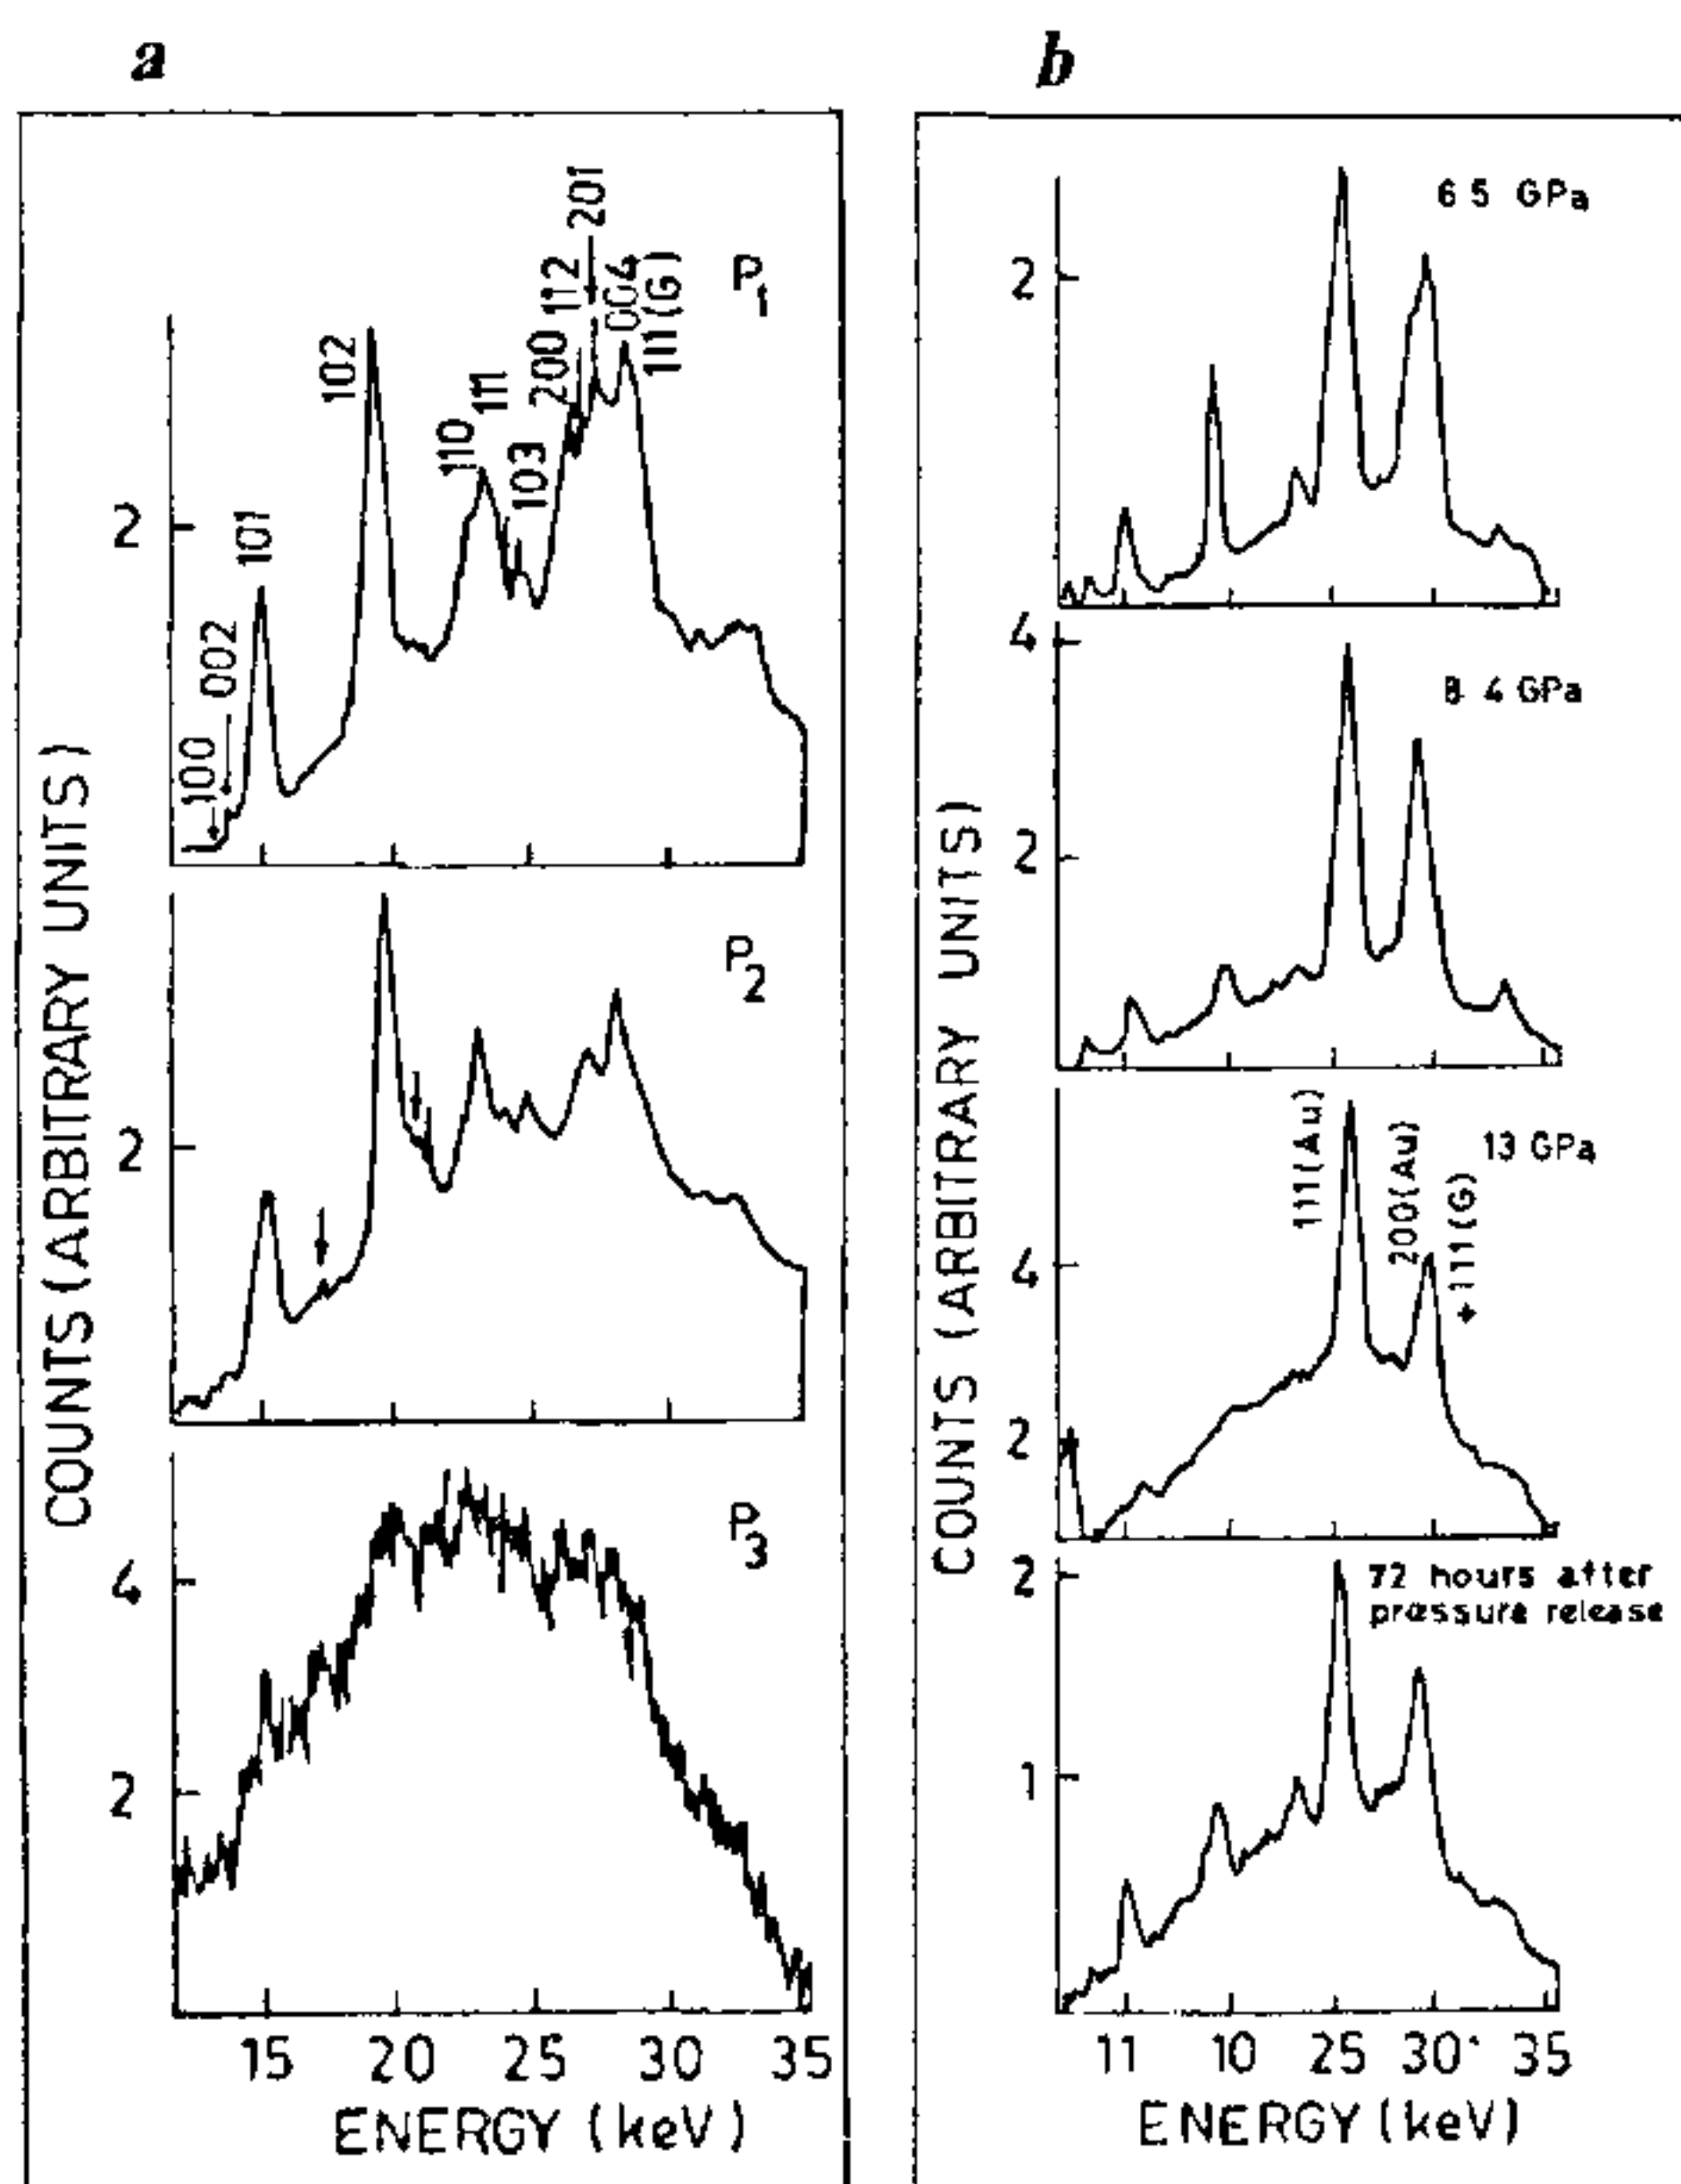 a
COUNTS (ARBITRARY UNITS)
P1
100
002
101
102
110
111
103
200
112
201
004
111(G)
2
P2
2
P3
4
2
15 20 25 30 35
ENERGY (keV)
b
COUNTS (ARBITRARY UNITS)
6 5 GPa
2
8 4 GPa
4
2
13 GPa
111(Au)
200(Au)
+111(G)
4
2
72 hours after
pressure release
2
1
11 10 25 30 35
ENERGY (keV)